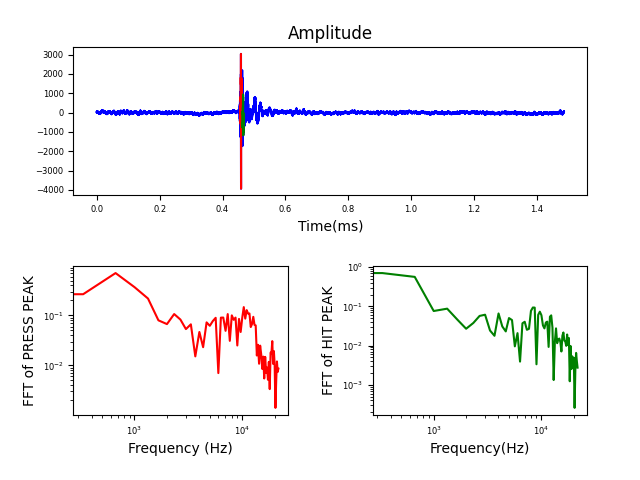 Amplitude
3000
2000
1000
0
−1000
−2000
−3000
−4000
0.0 0.2 0.4 0.6 0.8 1.0 1.2 1.4
Time(ms)
FFT of PRESS PEAK
10⁻¹
10⁻²
10³ 10⁴
Frequency (Hz)
FFT of HIT PEAK
10⁰
10⁻¹
10⁻²
10⁻³
10³ 10⁴
Frequency(Hz)